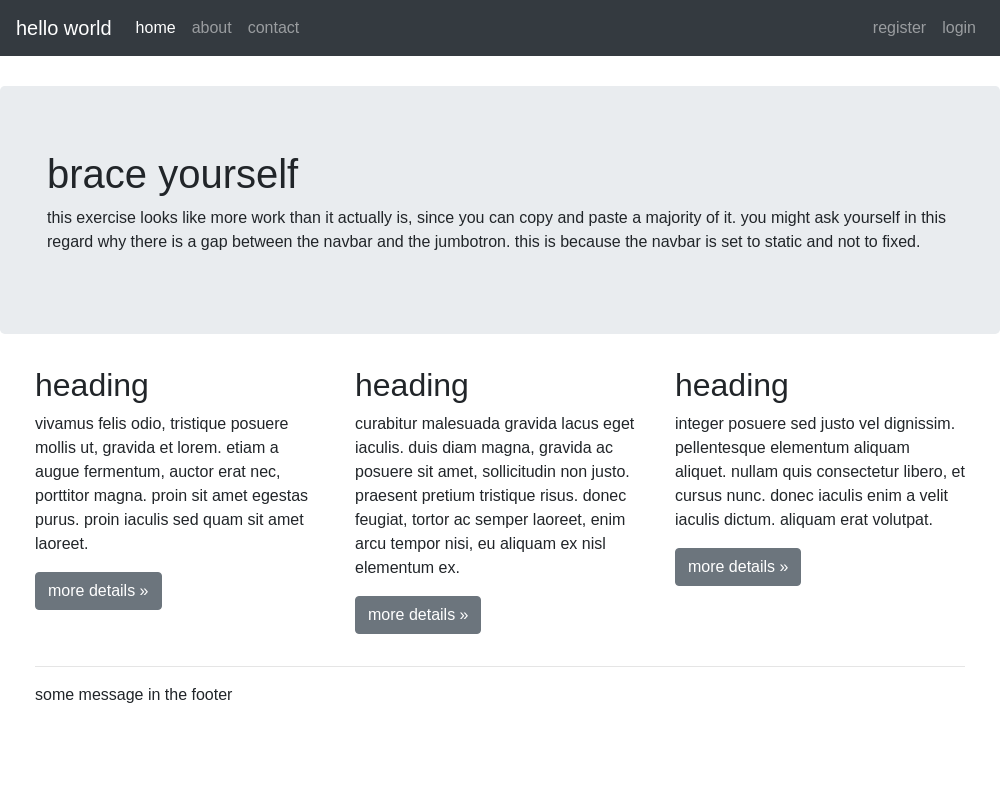 hello world home about contact register login
brace yourself
this exercise looks like more work than it actually is, since you can copy and paste a majority of it. you might ask yourself in this
regard why there is a gap between the navbar and the jumbotron. this is because the navbar is set to static and not to fixed.
heading
vivamus felis odio, tristique posuere
mollis ut, gravida et lorem. etiam a
augue fermentum, auctor erat nec,
porttitor magna. proin sit amet egestas
purus. proin iaculis sed quam sit amet
laoreet.
more details »
heading
curabitur malesuada gravida lacus eget
iaculis. duis diam magna, gravida ac
posuere sit amet, sollicitudin non justo.
praesent pretium tristique risus. donec
feugiat, tortor ac semper laoreet, enim
arcu tempor nisi, eu aliquam ex nisl
elementum ex.
more details »
heading
integer posuere sed justo vel dignissim.
pellentesque elementum aliquam
aliquet. nullam quis consectetur libero, et
cursus nunc. donec iaculis enim a velit
iaculis dictum. aliquam erat volutpat.
more details »
some message in the footer